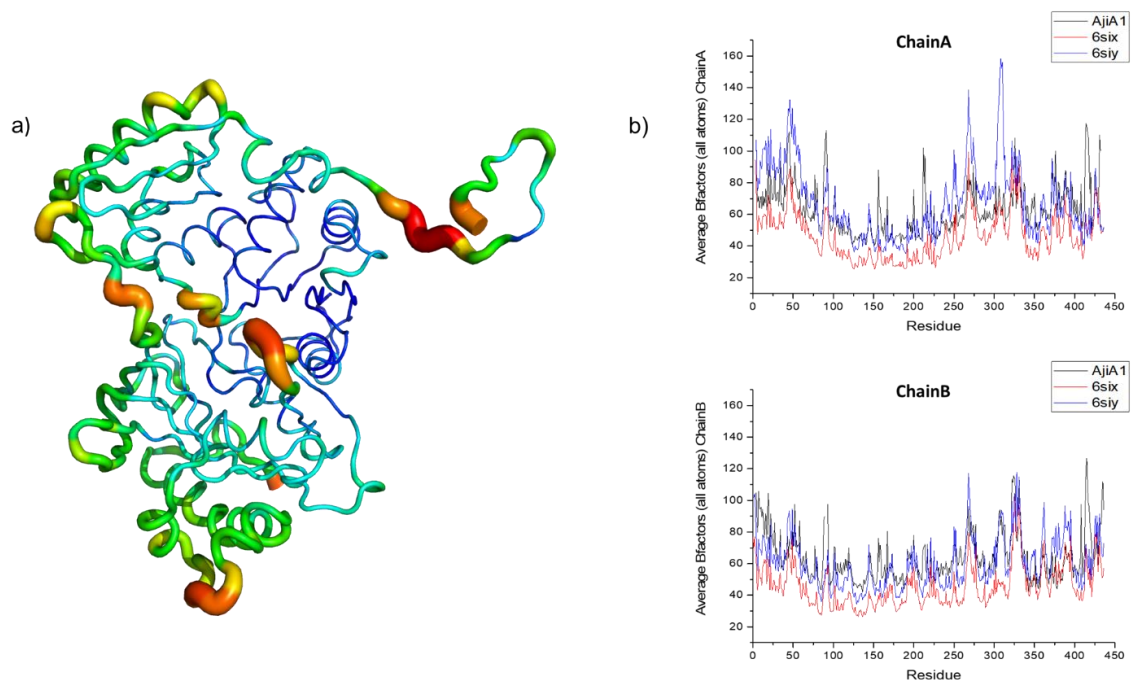 a)
b)
ChainA
AjiA1
6six
6siy
Average Bfactors (all atoms) ChainA
160
140
120
100
80
60
40
20
0 50 100 150 200 250 300 350 400 450
Residue
ChainB
AjiA1
6six
6siy
Average Bfactors (all atoms) ChainB
160
140
120
100
80
60
40
20
0 50 100 150 200 250 300 350 400 450
Residue